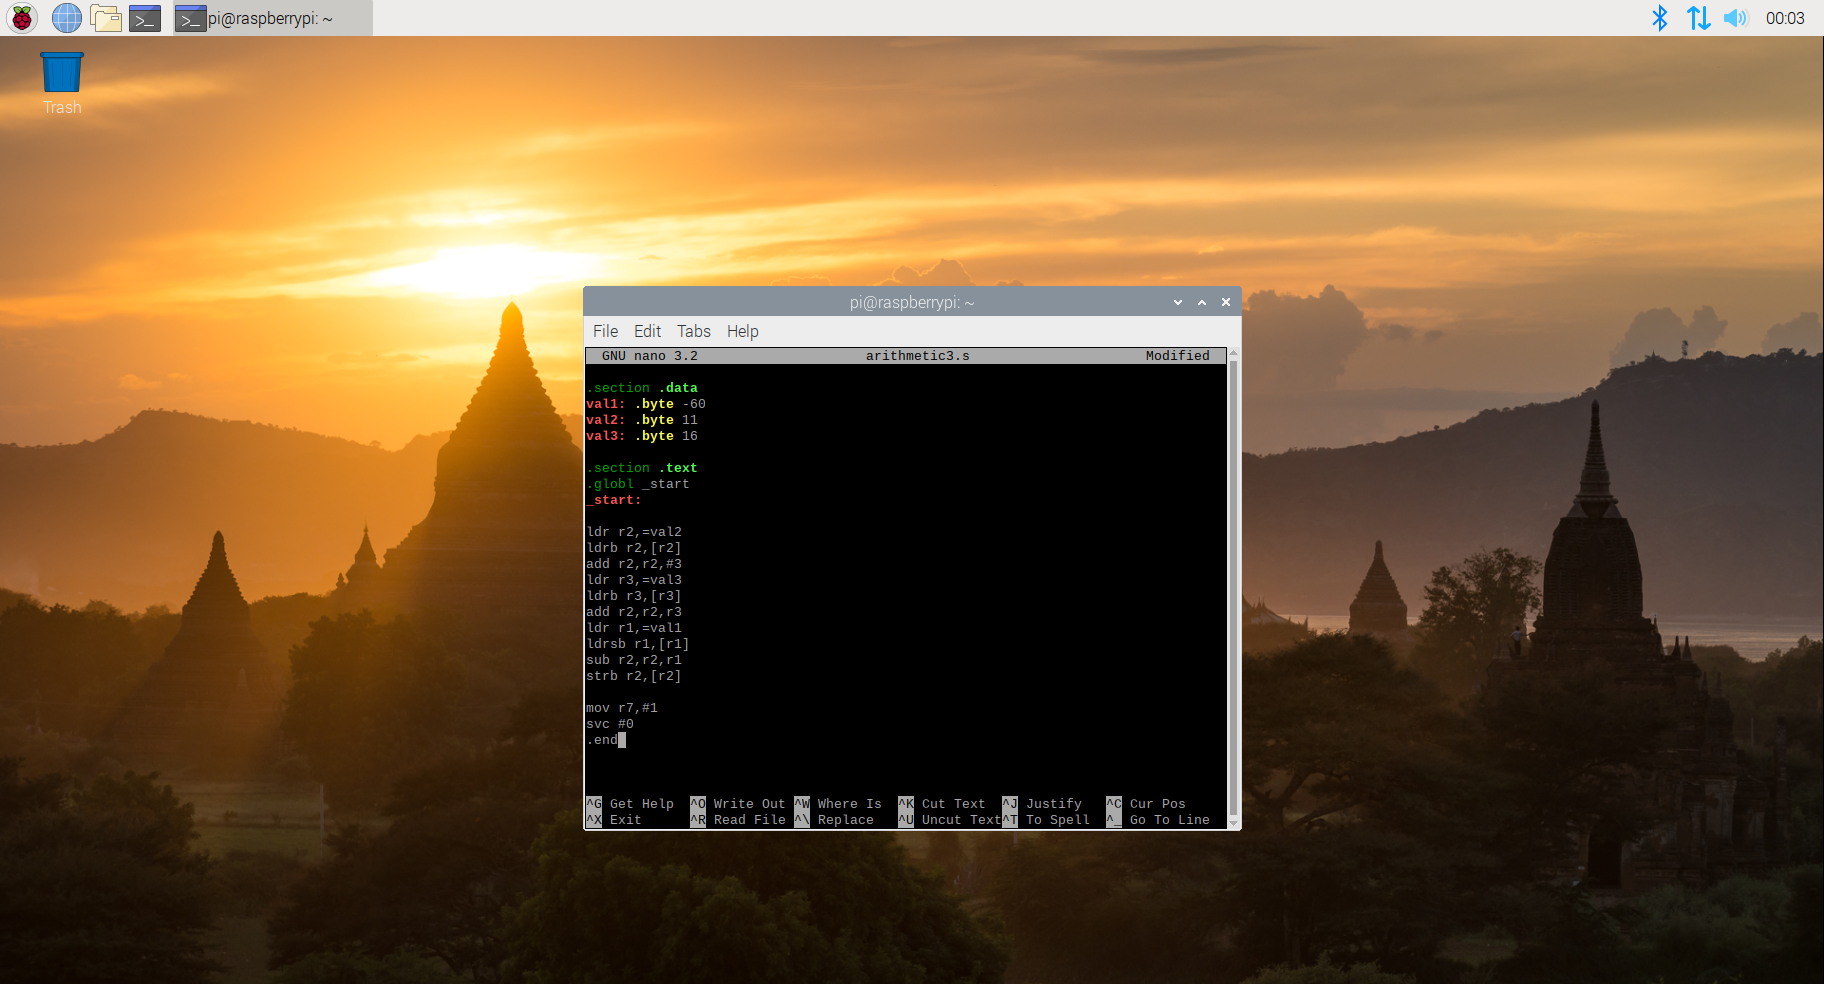 pi@raspberrypi: ~
00:03
Trash
pi@raspberrypi: ~
File Edit Tabs Help
GNU nano 3.2 arithmetic3.s Modified
.section .data
val1: .byte -60
val2: .byte 11
val3: .byte 16
.section .text
.globl _start
_start:
ldr r2,=val2
ldrb r2,[r2]
add r2,r2,#3
ldr r3,=val3
ldrb r3,[r3]
add r2,r2,r3
ldr r1,=val1
ldrsb r1,[r1]
sub r2,r2,r1
strb r2,[r2]
mov r7,#1
svc #0
.end
^G Get Help ^O Write Out ^W Where Is ^K Cut Text ^J Justify ^C Cur Pos
^X Exit ^R Read File ^\ Replace ^U Uncut Text ^T To Spell ^_ Go To Line